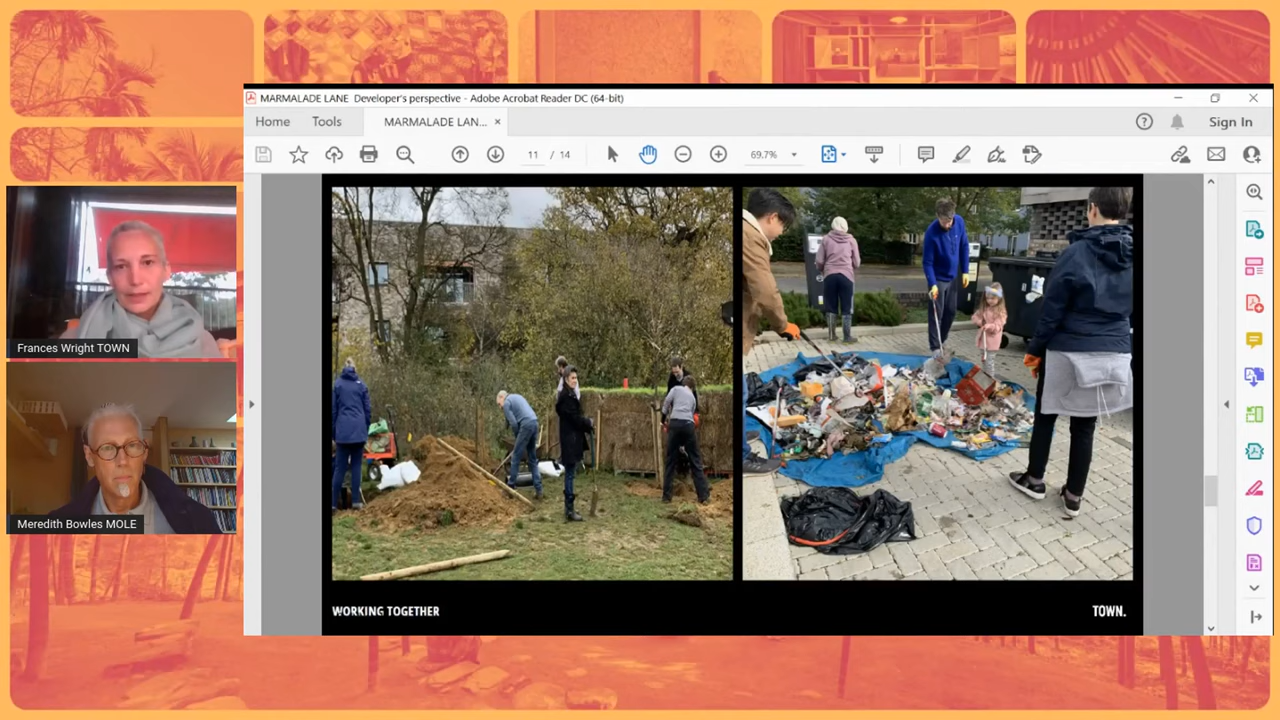 MARMALADE LANE Developer's perspective - Adobe Acrobat Reader DC (64-bit)
Home
Tools
MARMALADE LAN... ×
Sign In
11 / 14
69.7%
Frances Wright TOWN
Meredith Bowles MOLE
WORKING TOGETHER
TOWN.